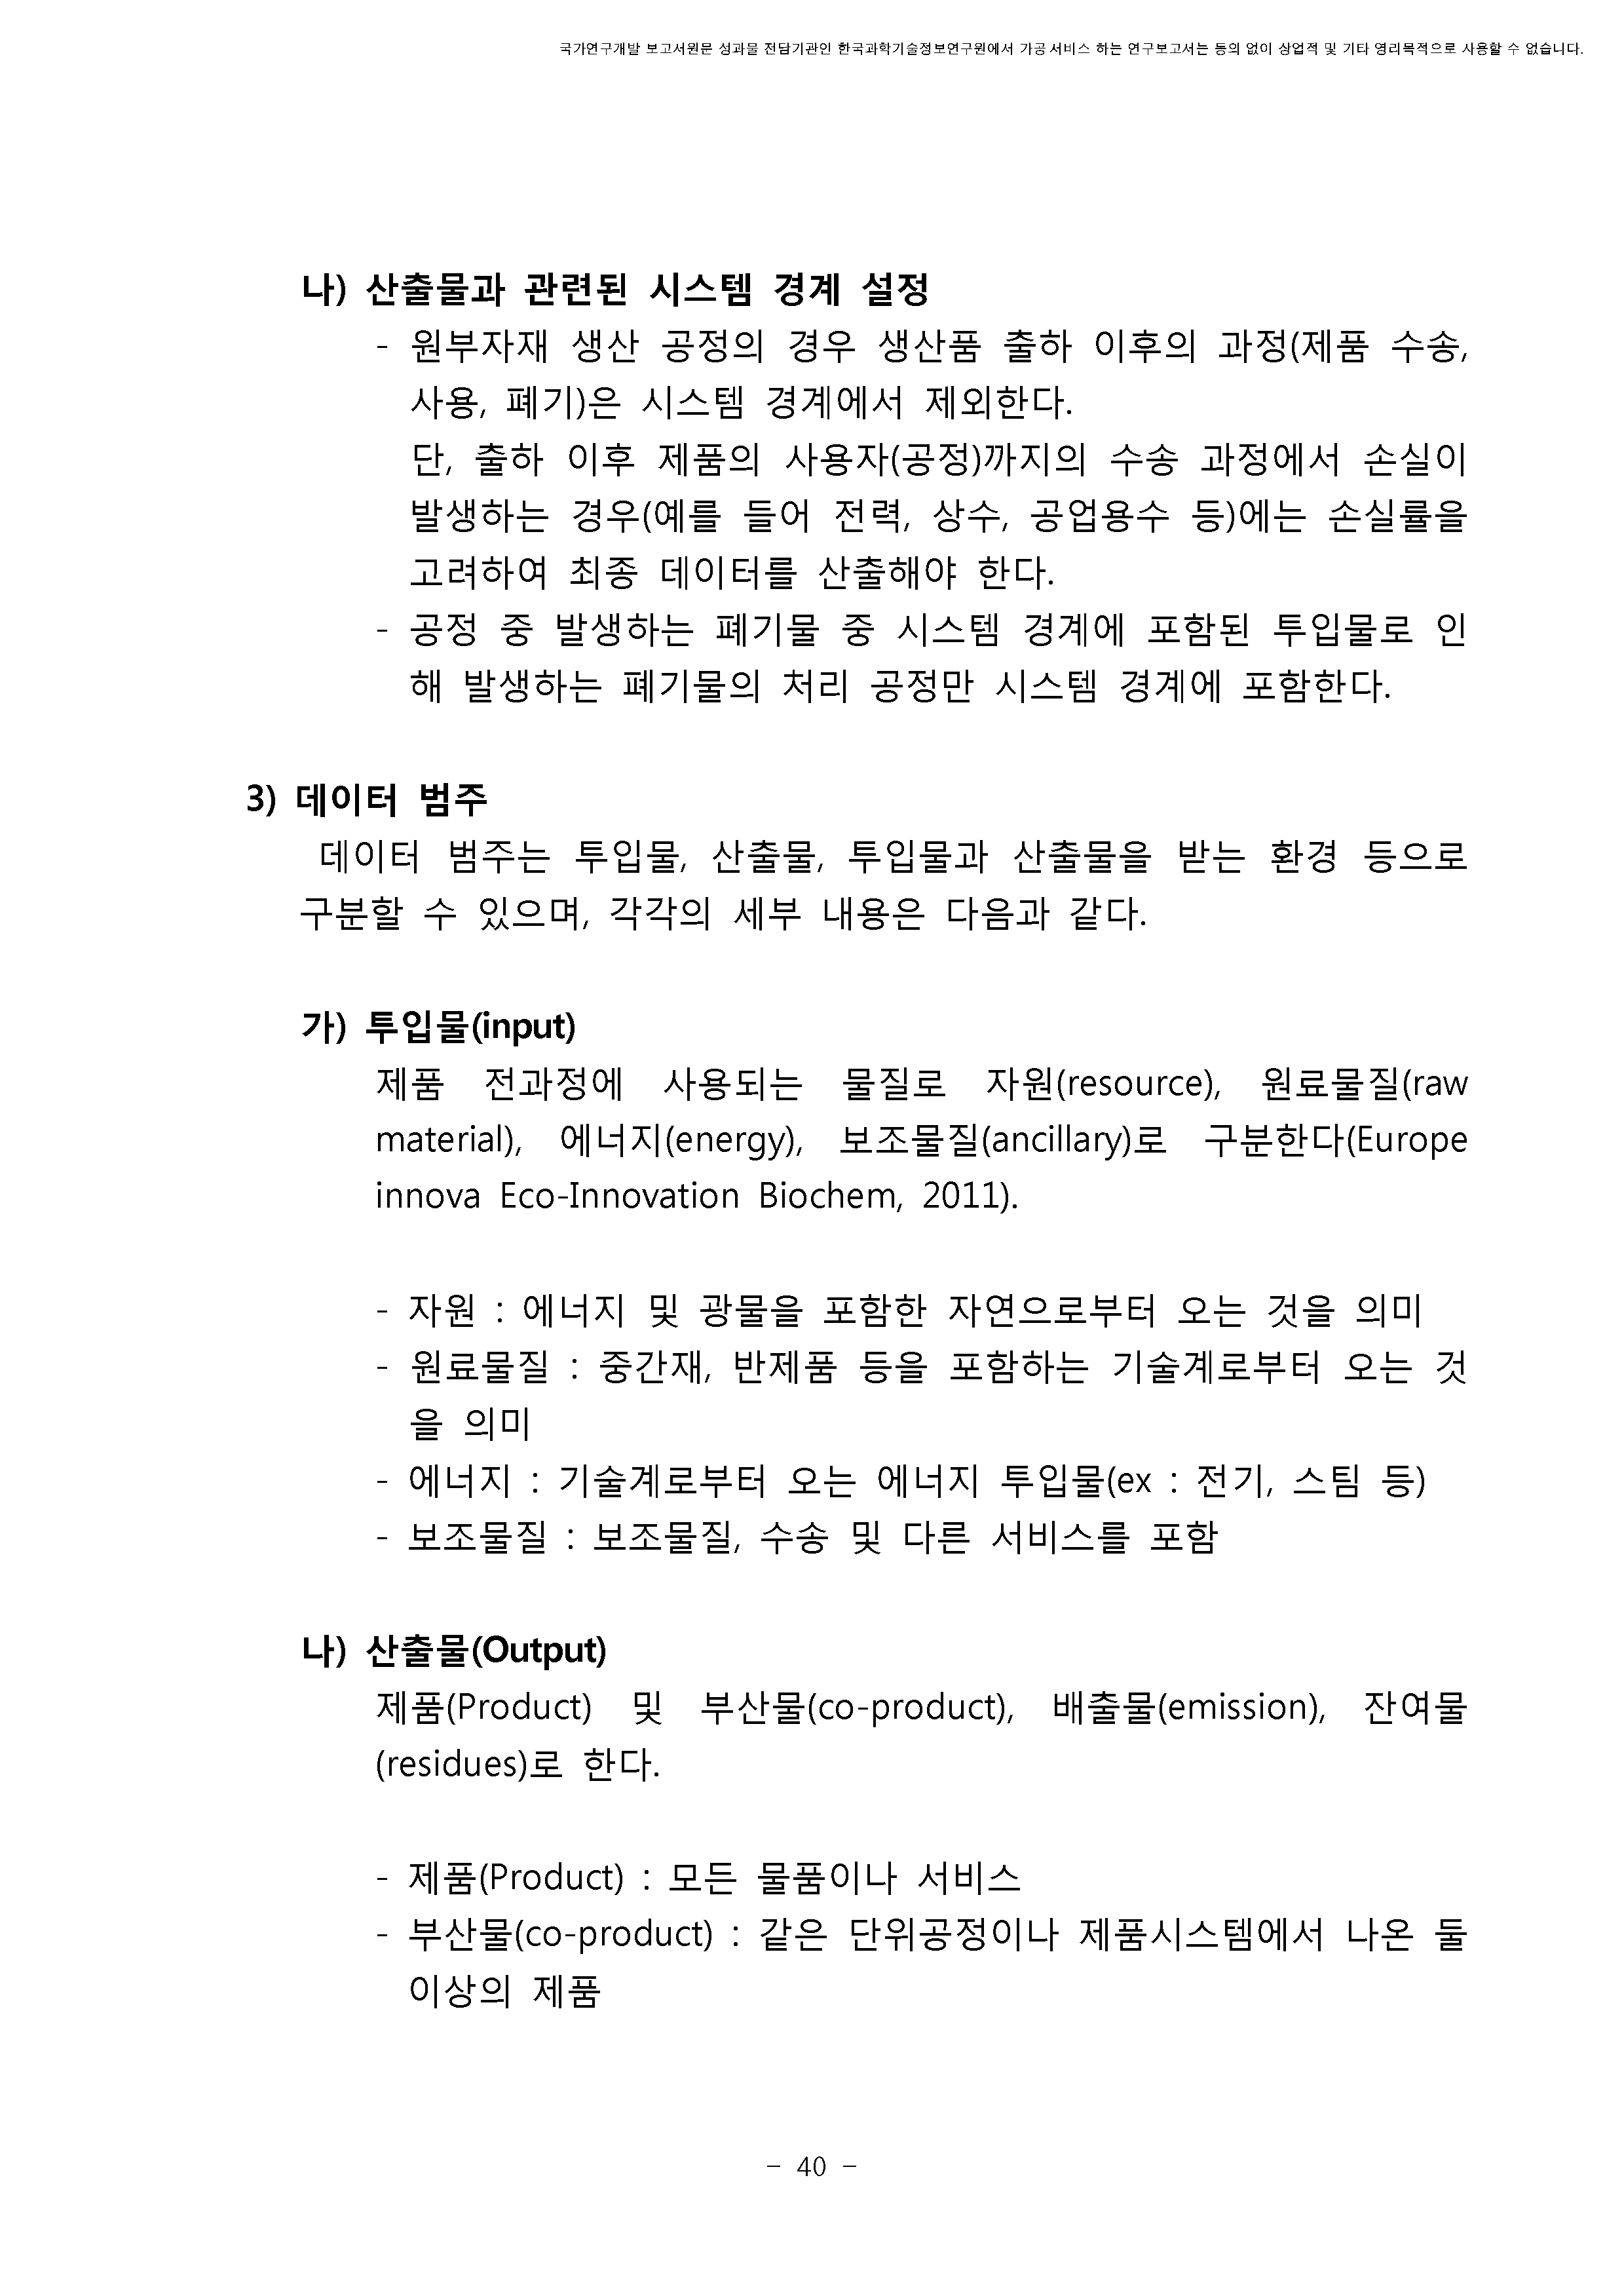 국가연구개발 보고서원문 성과물 전담기관인 한국과학기술정보연구원에서 가공·서비스 하는 연구보고서는 동의 없이 상업적 및 기타 영리목적으로 사용할 수 없습니다.
나) 산출물과 관련된 시스템 경계 설정
- 원부자재 생산 공정의 경우 생산품 출하 이후의 과정(제품 수송,
사용, 폐기)은 시스템 경계에서 제외한다.
단, 출하 이후 제품의 사용자(공정)까지의 수송 과정에서 손실이
발생하는 경우(예를 들어 전력, 상수, 공업용수 등)에는 손실률을
고려하여 최종 데이터를 산출해야 한다.
- 공정 중 발생하는 폐기물 중 시스템 경계에 포함된 투입물로 인
해 발생하는 폐기물의 처리 공정만 시스템 경계에 포함한다.
3) 데이터 범주
데이터 범주는 투입물, 산출물, 투입물과 산출물을 받는 환경 등으로
구분할 수 있으며, 각각의 세부 내용은 다음과 같다.
가) 투입물(input)
제품 전과정에 사용되는 물질로 자원(resource), 원료물질(raw
material), 에너지(energy), 보조물질(ancillary)로 구분한다(Europe
innova Eco-Innovation Biochem, 2011).
- 자원 : 에너지 및 광물을 포함한 자연으로부터 오는 것을 의미
- 원료물질 : 중간재, 반제품 등을 포함하는 기술계로부터 오는 것
을 의미
- 에너지 : 기술계로부터 오는 에너지 투입물(ex : 전기, 스팀 등)
- 보조물질 : 보조물질, 수송 및 다른 서비스를 포함
나) 산출물(Output)
제품(Product) 및 부산물(co-product), 배출물(emission), 잔여물
(residues)로 한다.
- 제품(Product) : 모든 물품이나 서비스
- 부산물(co-product) : 같은 단위공정이나 제품시스템에서 나온 둘
이상의 제품
- 40 -